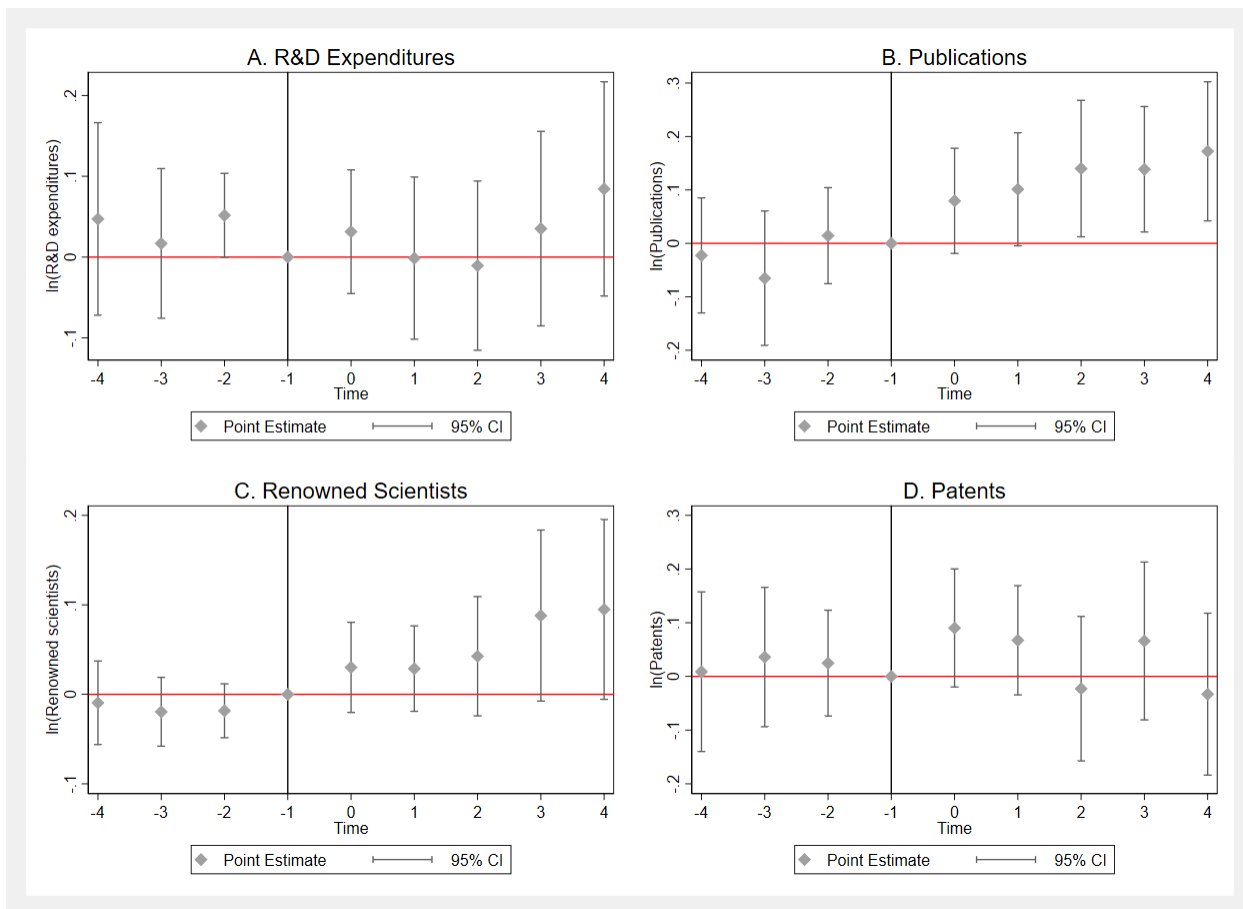 A. R&D Expenditures
ln(R&D expenditures)
.2
.1
0
-.1
-4 -3 -2 -1 0 1 2 3 4
Time
Point Estimate 95% CI
B. Publications
ln(Publications)
.3
.2
.1
0
-.1
-.2
-4 -3 -2 -1 0 1 2 3 4
Time
Point Estimate 95% CI
C. Renowned Scientists
ln(Renowned scientists)
.2
.1
0
-.1
-4 -3 -2 -1 0 1 2 3 4
Time
Point Estimate 95% CI
D. Patents
ln(Patents)
.3
.2
.1
0
-.1
-.2
-4 -3 -2 -1 0 1 2 3 4
Time
Point Estimate 95% CI